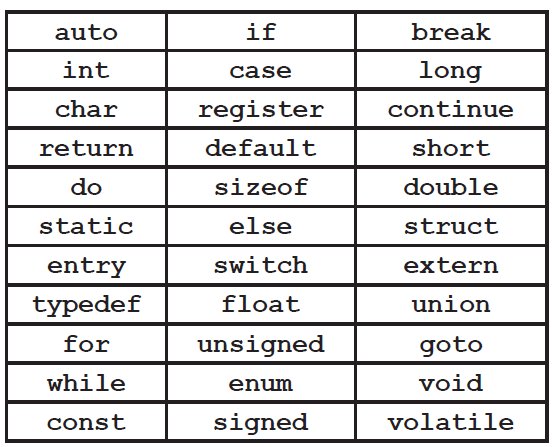 auto if break
int case long
char register continue
return default short
do sizeof double
static else struct
entry switch extern
typedef float union
for unsigned goto
while enum void
const signed volatile